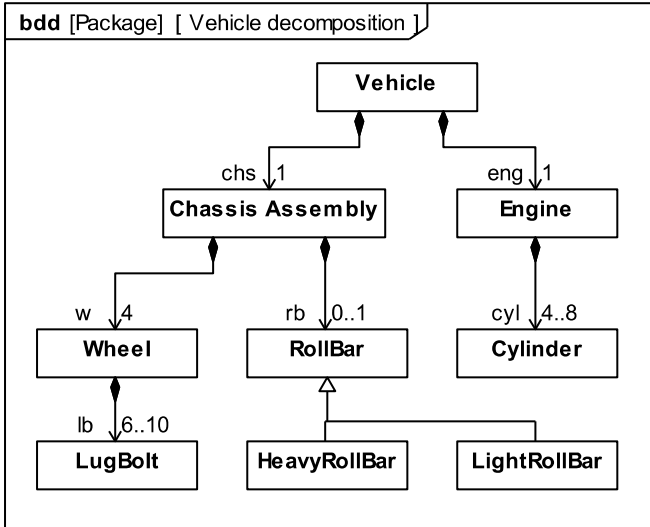 bdd [Package] [ Vehicle decomposition ]
Vehicle
chs 1 eng 1
Chassis Assembly Engine
w 4 rb 0..1 cyl 4..8
Wheel RollBar Cylinder
lb 6..10
LugBolt HeavyRollBar LightRollBar